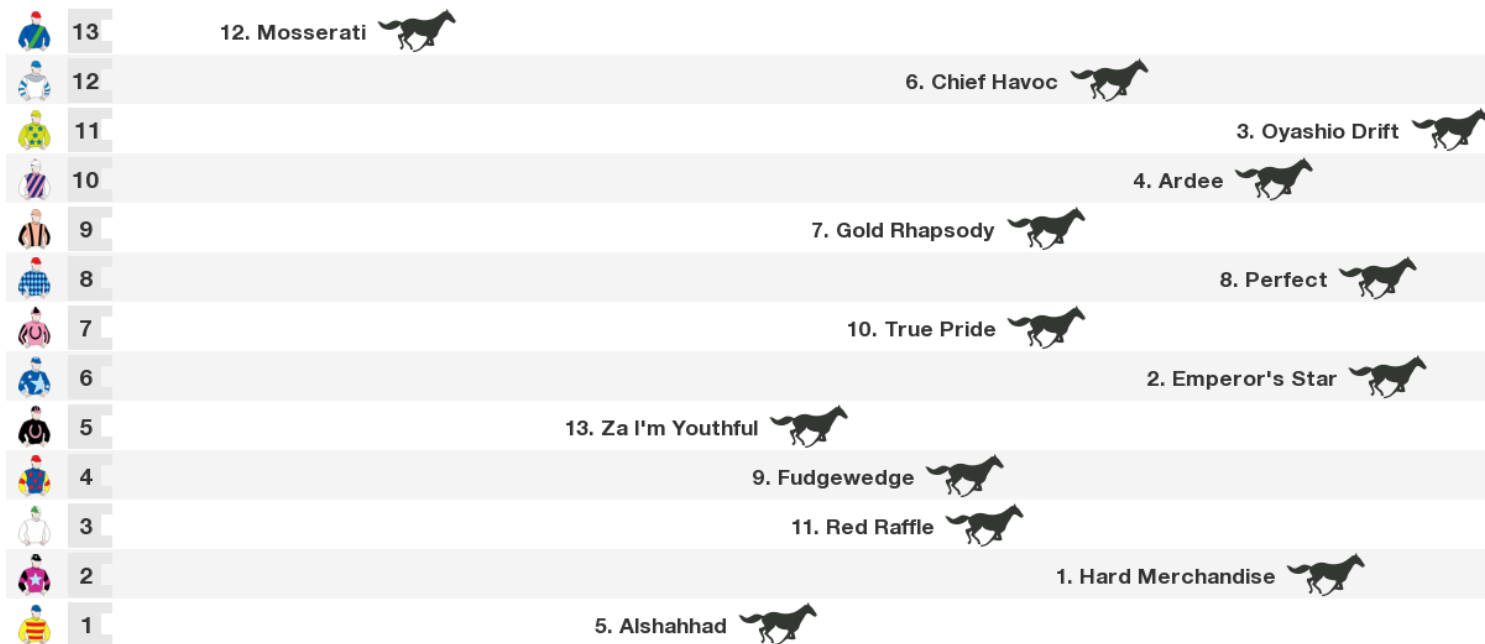 13 12. Mosserati
12 6. Chief Havoc
11 3. Oyashio Drift
10 4. Ardee
9 7. Gold Rhapsody
8 8. Perfect
7 10. True Pride
6 2. Emperor's Star
5 13. Za I'm Youthful
4 9. Fudgewedge
3 11. Red Raffle
2 1. Hard Merchandise
1 5. Alshahhad